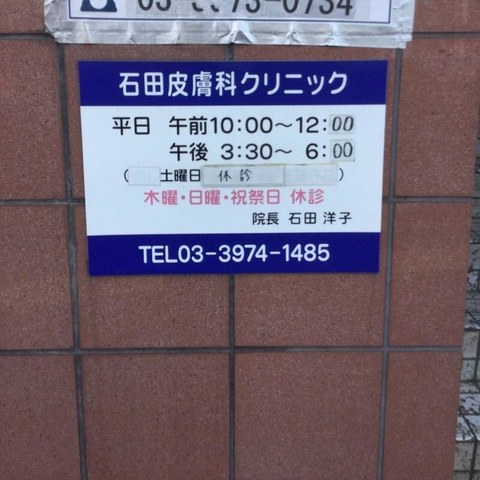 石田皮膚科クリニック
平日 午前10:00～12:00
午後 3:30～ 6:00
( 土曜日 休診 )
木曜・日曜・祝祭日 休診
院長 石田 洋子
TEL03-3974-1485